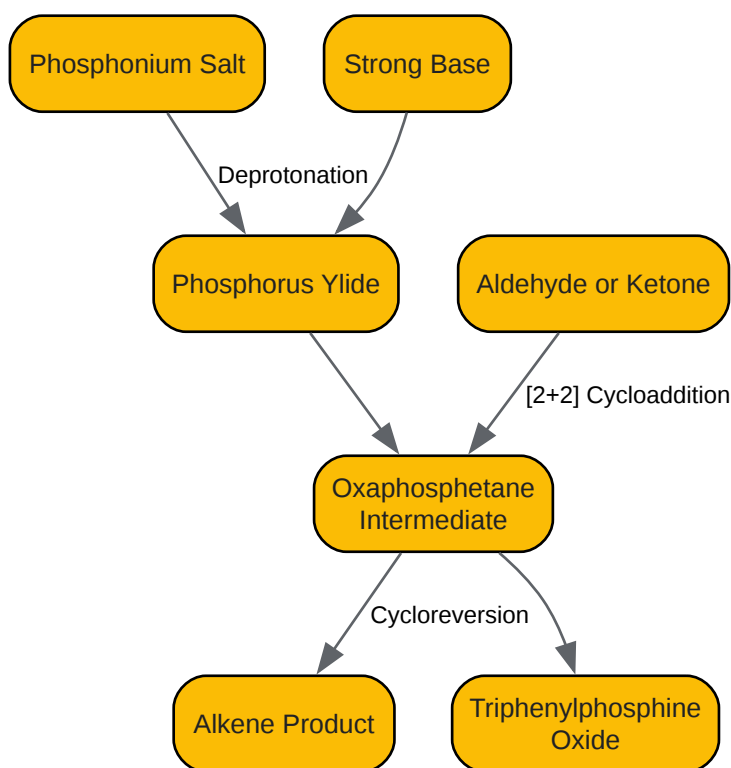 Phosphonium Salt
Strong Base
Deprotonation
Phosphorus Ylide
Aldehyde or Ketone
[2+2] Cycloaddition
Oxaphosphetane
Intermediate
Cycloreversion
Alkene Product
Triphenylphosphine
Oxide